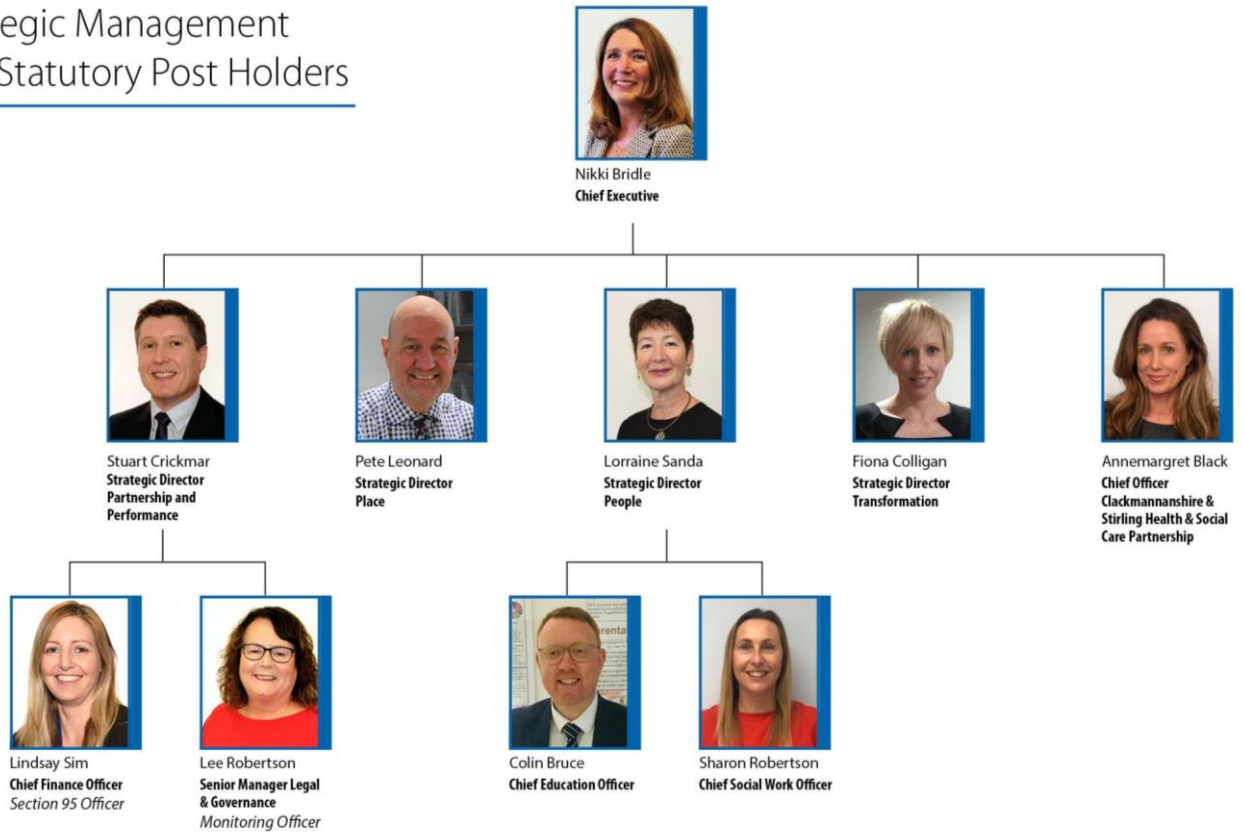 egic Management
Statutory Post Holders
Nikki Bridle
Chief Executive
Stuart Crickmar
Strategic Director
Partnership and
Performance
Pete Leonard
Strategic Director
Place
Lorraine Sanda
Strategic Director
People
Fiona Colligan
Strategic Director
Transformation
Annemargret Black
Chief Officer
Clackmannanshire &
Stirling Health & Social
Care Partnership
Lindsay Sim
Chief Finance Officer
Section 95 Officer
Lee Robertson
Senior Manager Legal
& Governance
Monitoring Officer
renta
Colin Bruce
Chief Education Officer
Sharon Robertson
Chief Social Work Officer